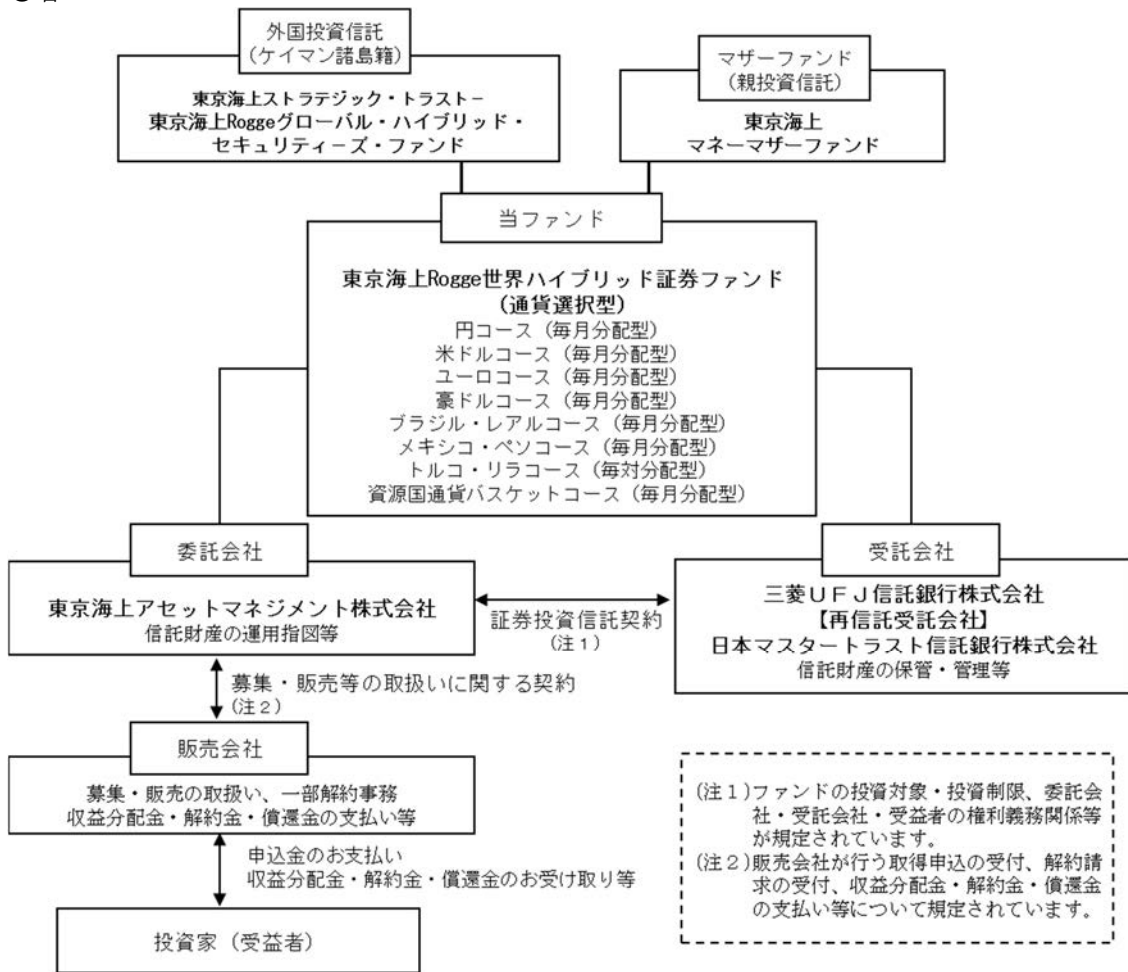 外国投資信託
(ケイマン諸島籍)
東京海上ストラテジック・トラスト－
東京海上Roggeグローバル・ハイブリッド・
セキュリティーズ・ファンド
マザーファンド
(親投資信託)
東京海上
マネーマザーファンド
当ファンド
東京海上Rogge世界ハイブリッド証券ファンド
(通貨選択型)
円コース（毎月分配型）
米ドルコース（毎月分配型）
ユーロコース（毎月分配型）
豪ドルコース（毎月分配型）
ブラジル・レアルコース（毎月分配型）
メキシコ・ペソコース（毎月分配型）
トルコ・リラコース（毎対分配型）
資源国通貨バスケットコース（毎月分配型）
委託会社
東京海上アセットマネジメント株式会社
信託財産の運用指図等
証券投資信託契約
(注１)
受託会社
三菱ＵＦＪ信託銀行株式会社
【再信託受託会社】
日本マスタートラスト信託銀行株式会社
信託財産の保管・管理等
募集・販売等の取扱いに関する契約
(注２)
販売会社
募集・販売の取扱い、一部解約事務
収益分配金・解約金・償還金の支払い等
申込金のお支払い
収益分配金・解約金・償還金のお受け取り等
投資家（受益者）
(注１)ファンドの投資対象・投資制限、委託会
社・受託会社・受益者の権利義務関係等
が規定されています。
(注２)販売会社が行う取得申込の受付、解約請
求の受付、収益分配金・解約金・償還金
の支払い等について規定されています。